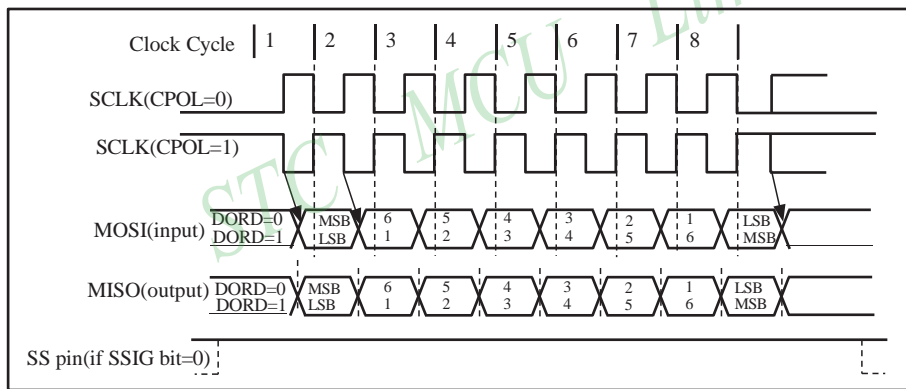 STC MCU Lim
Clock Cycle 1 2 3 4 5 6 7 8
SCLK(CPOL=0)
SCLK(CPOL=1)
MOSI(input) DORD=0 MSB 6 5 4 3 2 1 LSB
DORD=1 LSB 1 2 3 4 5 6 MSB
MISO(output) DORD=0 MSB 6 5 4 3 2 1 LSB
DORD=1 LSB 1 2 3 4 5 6 MSB
SS pin(if SSIG bit=0)